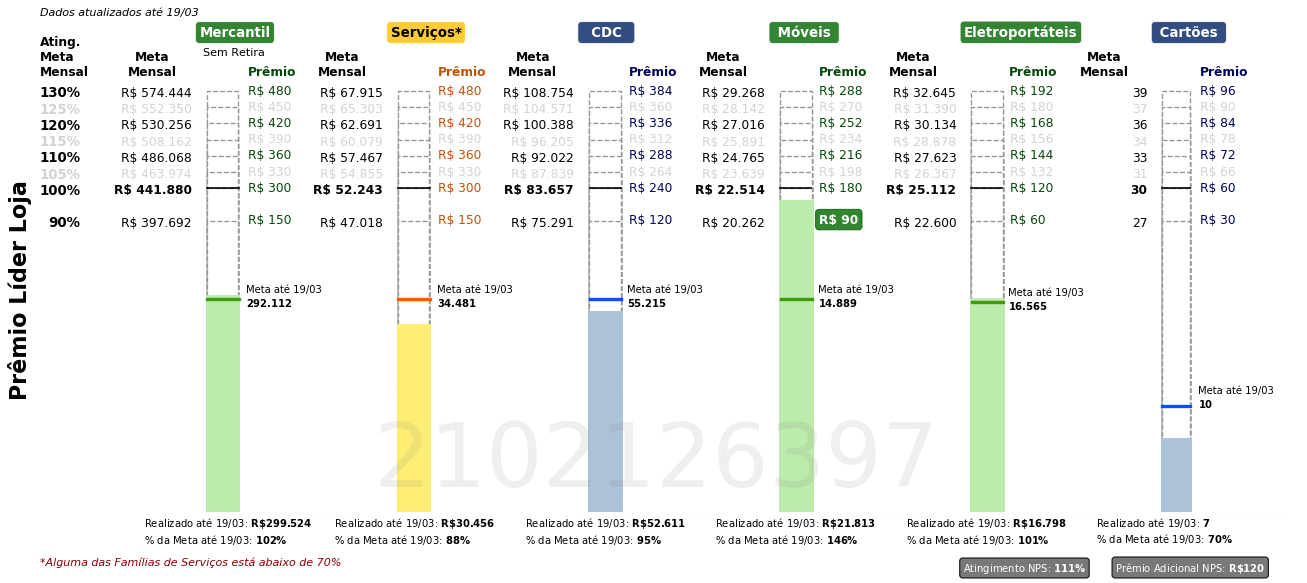 Dados atualizados até 19/03
Mercantil Serviços* CDC Móveis Eletroportáteis Cartões
Sem Retira
Ating. Meta Mensal
Meta Mensal Prêmio Meta Mensal Prêmio Meta Mensal Prêmio Meta Mensal Prêmio Meta Mensal Prêmio Meta Mensal Prêmio
130% R$ 574.444 R$ 480 R$ 67.915 R$ 480 R$ 108.754 R$ 384 R$ 29.268 R$ 288 R$ 32.645 R$ 192 39 R$ 96
125% R$ 552.350 R$ 450 R$ 65.303 R$ 450 R$ 104.571 R$ 360 R$ 28.142 R$ 270 R$ 31.390 R$ 180 37 R$ 90
120% R$ 530.256 R$ 420 R$ 62.691 R$ 420 R$ 100.388 R$ 336 R$ 27.016 R$ 252 R$ 30.134 R$ 168 36 R$ 84
115% R$ 508.162 R$ 390 R$ 60.079 R$ 390 R$ 96.205 R$ 312 R$ 25.891 R$ 234 R$ 28.878 R$ 156 34 R$ 78
110% R$ 486.068 R$ 360 R$ 57.467 R$ 360 R$ 92.022 R$ 288 R$ 24.765 R$ 216 R$ 27.623 R$ 144 33 R$ 72
105% R$ 463.974 R$ 330 R$ 54.855 R$ 330 R$ 87.839 R$ 264 R$ 23.639 R$ 198 R$ 26.367 R$ 132 31 R$ 66
100% R$ 441.880 R$ 300 R$ 52.243 R$ 300 R$ 83.657 R$ 240 R$ 22.514 R$ 180 R$ 25.112 R$ 120 30 R$ 60
90% R$ 397.692 R$ 150 R$ 47.018 R$ 150 R$ 75.291 R$ 120 R$ 20.262 R$ 90 R$ 22.600 R$ 60 27 R$ 30
Prêmio Líder Loja
Meta até 19/03 Meta até 19/03 Meta até 19/03 Meta até 19/03 Meta até 19/03
292.112 34.481 55.215 14.889 16.565
Meta até 19/03
10
2102126397
Realizado até 19/03: R$299.524 Realizado até 19/03: R$30.456 Realizado até 19/03: R$52.611 Realizado até 19/03: R$21.813 Realizado até 19/03: R$16.798 Realizado até 19/03: 7
% da Meta até 19/03: 102% % da Meta até 19/03: 88% % da Meta até 19/03: 95% % da Meta até 19/03: 146% % da Meta até 19/03: 101% % da Meta até 19/03: 70%
*Alguma das Famílias de Serviços está abaixo de 70%
Atingimento NPS: 111% Prêmio Adicional NPS: R$120